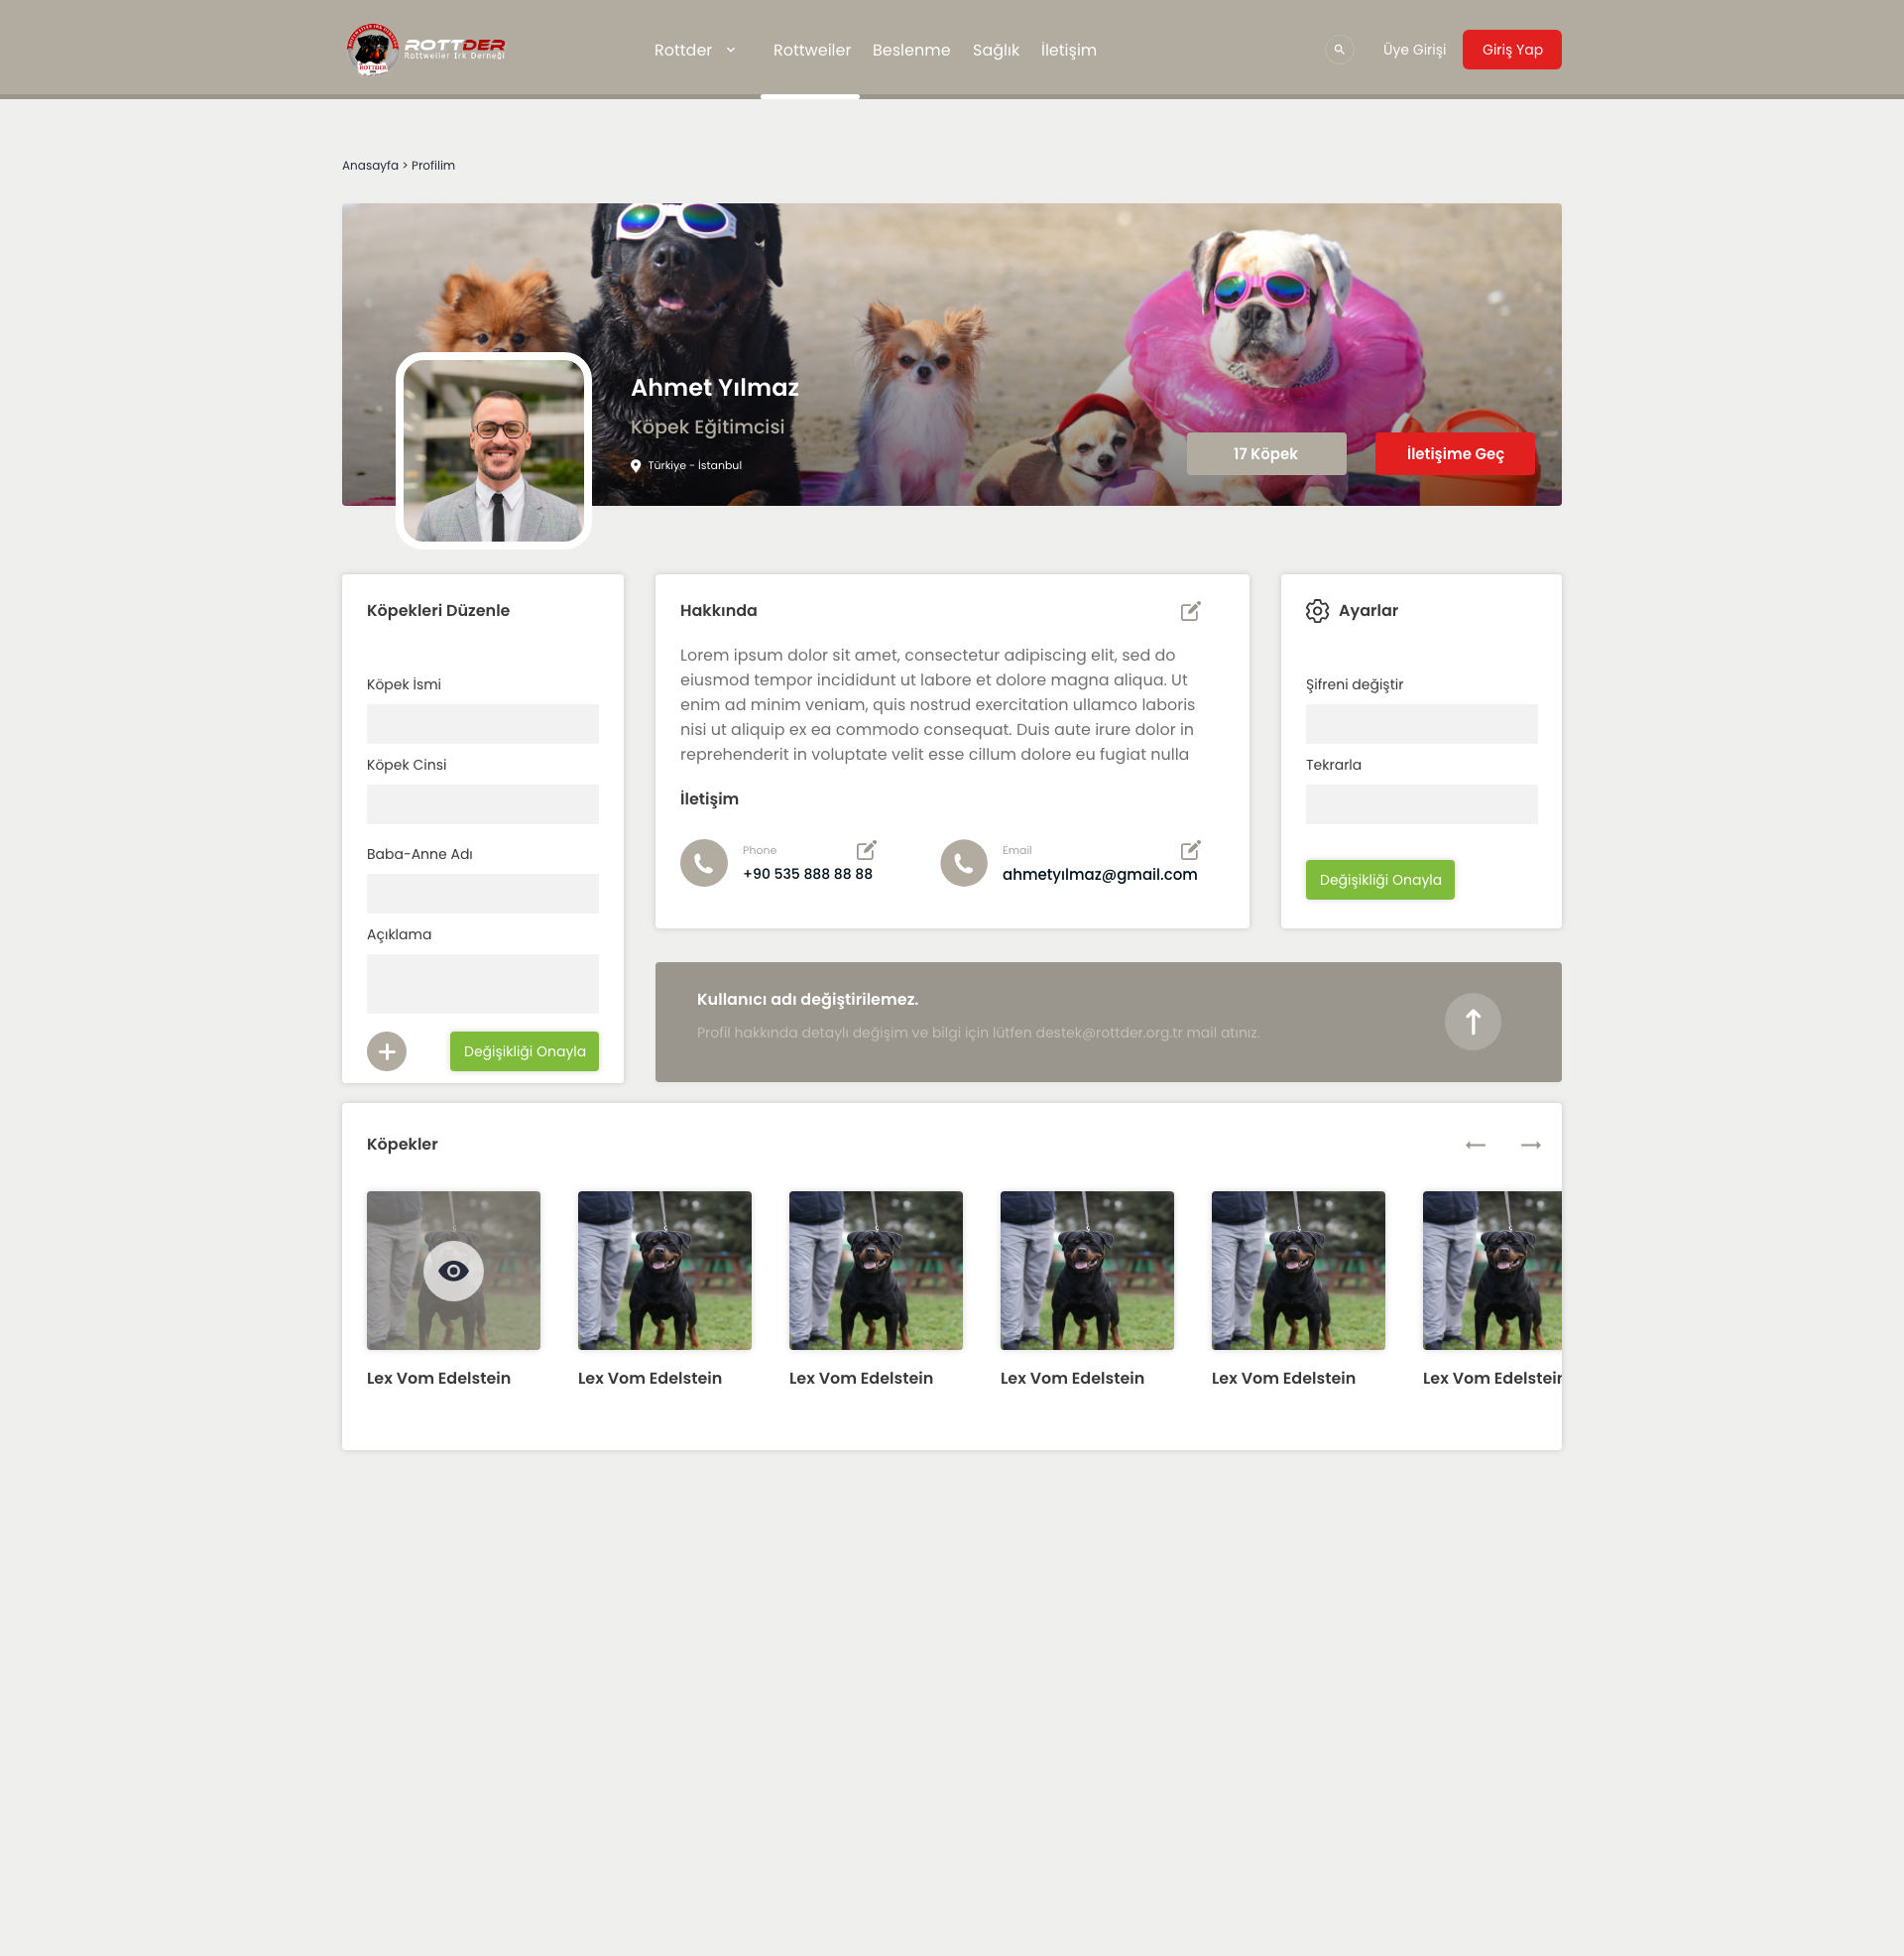 ROTTDER
Rottweiler Irk Derneği
ROTTDER
Rottder
Rottweiler
Beslenme
Sağlık
İletişim
Üye Girişi
Giriş Yap
Anasayfa > Profilim
Ahmet Yılmaz
Köpek Eğitimcisi
Türkiye - İstanbul
17 Köpek
İletişime Geç
Köpekleri Düzenle
Köpek İsmi
Köpek Cinsi
Baba-Anne Adı
Açıklama
Değişikliği Onayla
Hakkında
Lorem ipsum dolor sit amet, consectetur adipiscing elit, sed do
eiusmod tempor incididunt ut labore et dolore magna aliqua. Ut
enim ad minim veniam, quis nostrud exercitation ullamco laboris
nisi ut aliquip ex ea commodo consequat. Duis aute irure dolor in
reprehenderit in voluptate velit esse cillum dolore eu fugiat nulla
İletişim
Phone
+90 535 888 88 88
Email
ahmetyılmaz@gmail.com
Ayarlar
Şifreni değiştir
Tekrarla
Değişikliği Onayla
Kullanıcı adı değiştirilemez.
Profil hakkında detaylı değişim ve bilgi için lütfen destek@rottder.org.tr mail atınız.
Köpekler
Lex Vom Edelstein
Lex Vom Edelstein
Lex Vom Edelstein
Lex Vom Edelstein
Lex Vom Edelstein
Lex Vom Edelstein